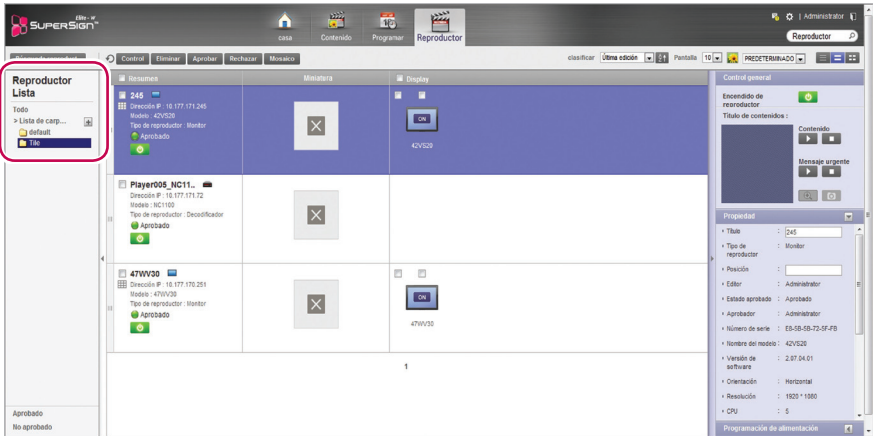 Elite - W
SUPERSIGN™
casa
Contenido
Programar
Reproductor
Administrator
Reproductor
Control
Eliminar
Aprobar
Rechazar
Mosaico
clasificar
Última edición
Pantalla
10
PREDETERMINADO
Reproductor
Lista
Todo
> Lista de carp...
default
Tile
Aprobado
No aprobado
Resumes
Miniatura
Display
245
Dirección IP : 10.177.171.245
Modelo : 42VS20
Tipo de reproductor : Monitor
Aprobado
ON
42VS20
Player005_NC11..
Dirección IP : 10.177.171.72
Modelo : NC1100
Tipo de reproductor : Decodificador
Aprobado
47WV30
Dirección IP : 10.177.170.251
Modelo : 47WV30
Tipo de reproductor : Monitor
Aprobado
ON
47WV30
1
Control general
Encendido de reproductor
Título de contenidos :
Contenido
Mensaje urgente
Propiedad
Título : 245
Tipo de reproductor : Monitor
Posición :
Editor : Administrator
Estado aprobado : Aprobado
Aprobador : Administrator
Número de serie : E8-5B-5B-72-5F-FB
Nombre del modelo : 42VS20
Versión de software : 2.07.04.01
Orientación : Horizontal
Resolución : 1920 * 1080
CPU : 5
Programación de alimentación